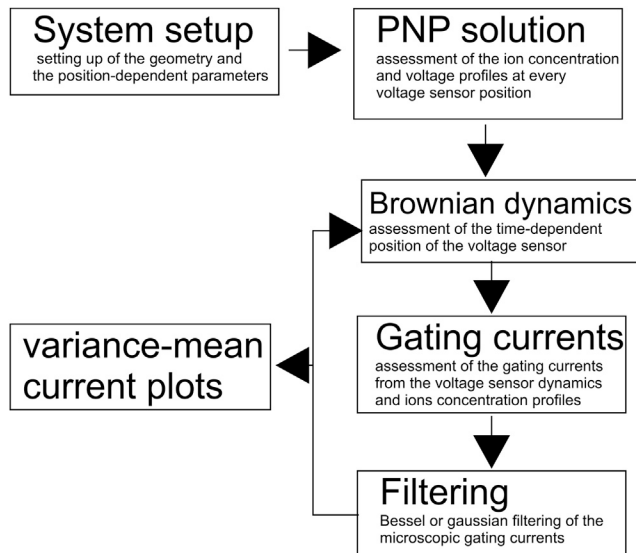 System setup
setting up of the geometry and
the position-dependent parameters
PNP solution
assessment of the ion concentration
and voltage profiles at every
voltage sensor position
Brownian dynamics
assessment of the time-dependent
position of the voltage sensor
Gating currents
assessment of the gating currents
from the voltage sensor dynamics
and ions concentration profiles
variance-mean
current plots
Filtering
Bessel or gaussian filtering of the
microscopic gating currents